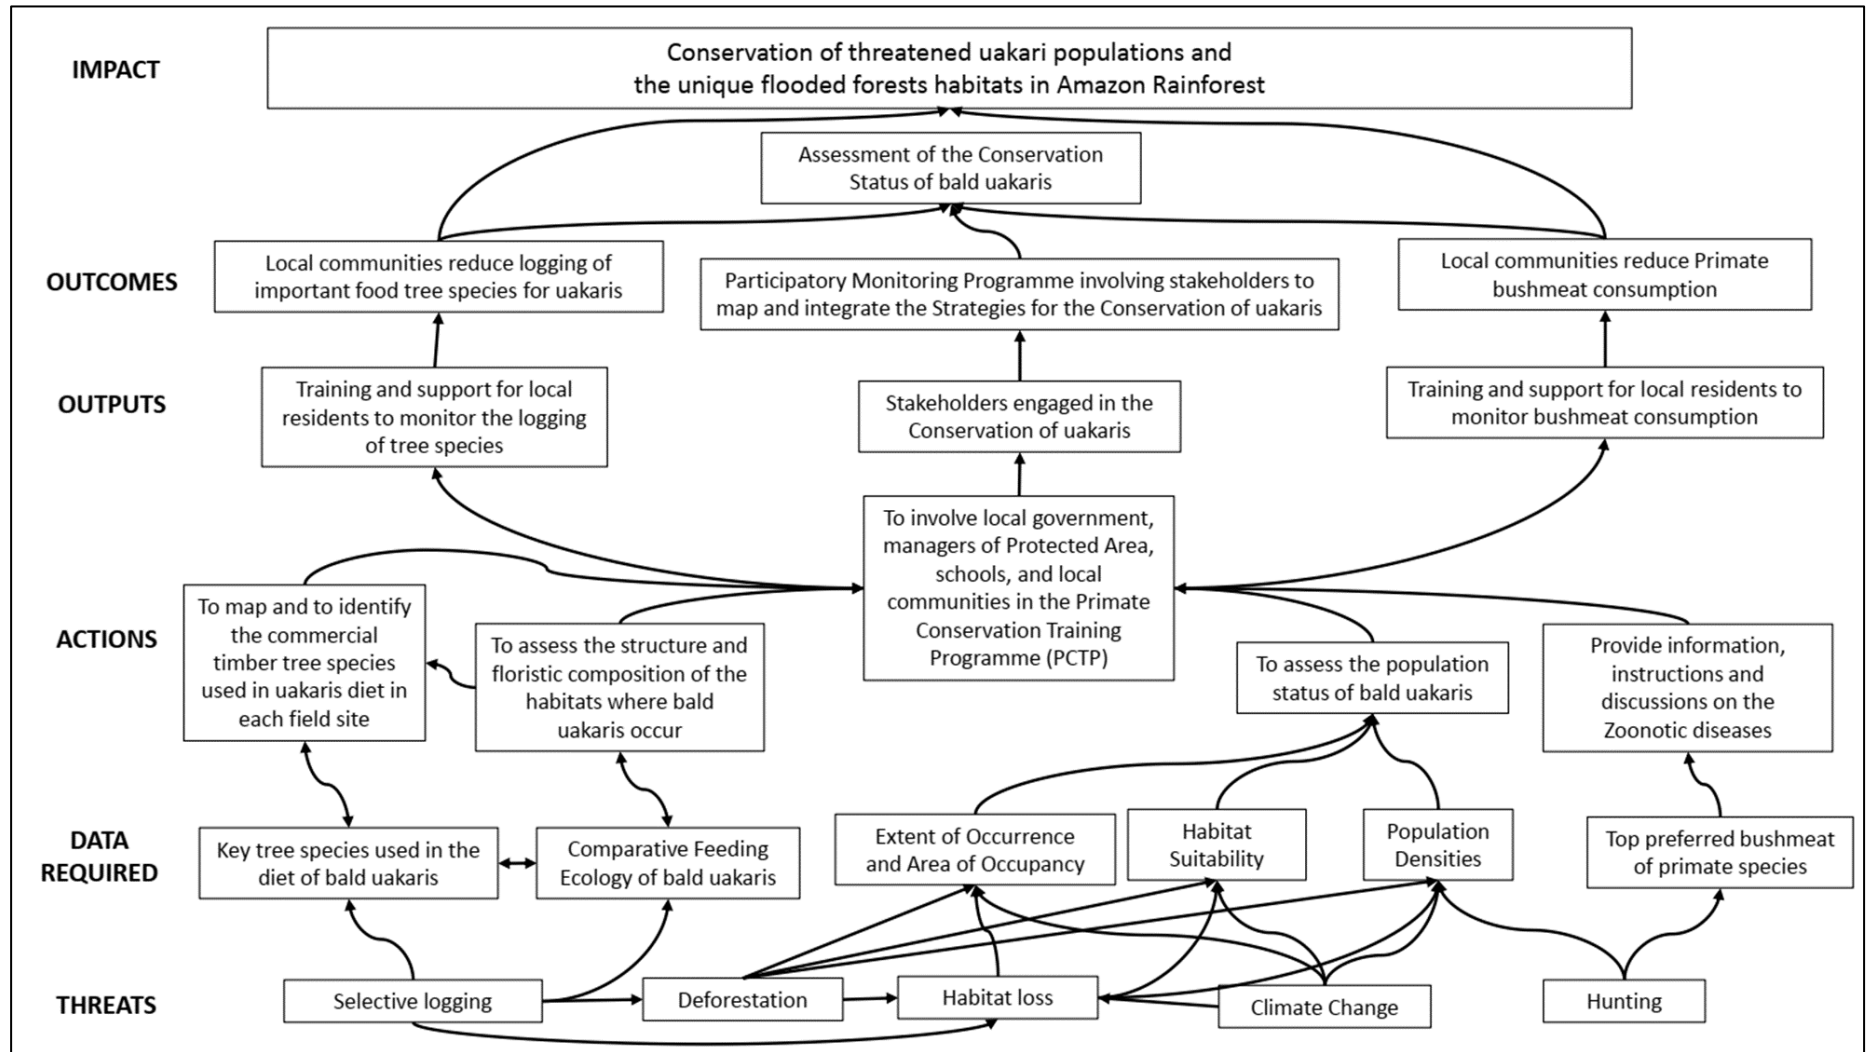 IMPACT
Conservation of threatened uakari populations and
the unique flooded forests habitats in Amazon Rainforest
Assessment of the Conservation
Status of bald uakaris
OUTCOMES
Local communities reduce logging of
important food tree species for uakaris
Participatory Monitoring Programme involving stakeholders to
map and integrate the Strategies for the Conservation of uakaris
Local communities reduce Primate
bushmeat consumption
OUTPUTS
Training and support for local
residents to monitor the logging
of tree species
Stakeholders engaged in the
Conservation of uakaris
Training and support for local residents to
monitor bushmeat consumption
ACTIONS
To map and to identify
the commercial
timber tree species
used in uakaris diet in
each field site
To assess the structure and
floristic composition of the
habitats where bald
uakaris occur
To involve local government,
managers of Protected Area,
schools, and local
communities in the Primate
Conservation Training
Programme (PCTP)
To assess the population
status of bald uakaris
Provide information,
instructions and
discussions on the
Zoonotic diseases
DATA
REQUIRED
Key tree species used in the
diet of bald uakaris
Comparative Feeding
Ecology of bald uakaris
Extent of Occurrence
and Area of Occupancy
Habitat
Suitability
Population
Densities
Top preferred bushmeat
of primate species
THREATS
Selective logging
Deforestation
Habitat loss
Climate Change
Hunting